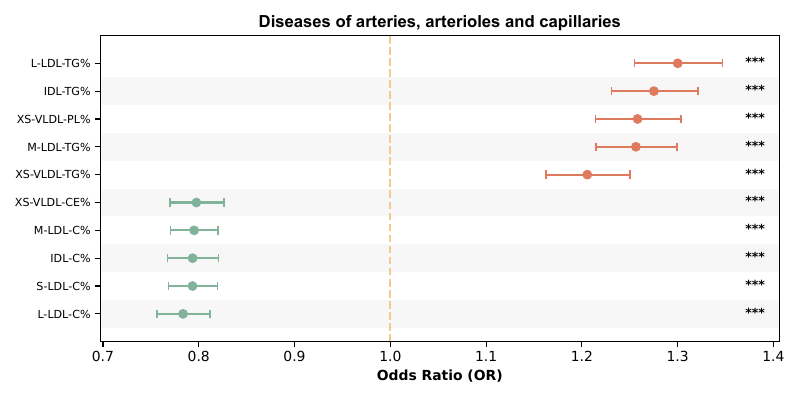 Diseases of arteries, arterioles and capillaries
L-LDL-TG% ***
IDL-TG% ***
XS-VLDL-PL% ***
M-LDL-TG% ***
XS-VLDL-TG% ***
XS-VLDL-CE% ***
M-LDL-C% ***
IDL-C% ***
S-LDL-C% ***
L-LDL-C% ***
0.7 0.8 0.9 1.0 1.1 1.2 1.3 1.4
Odds Ratio (OR)